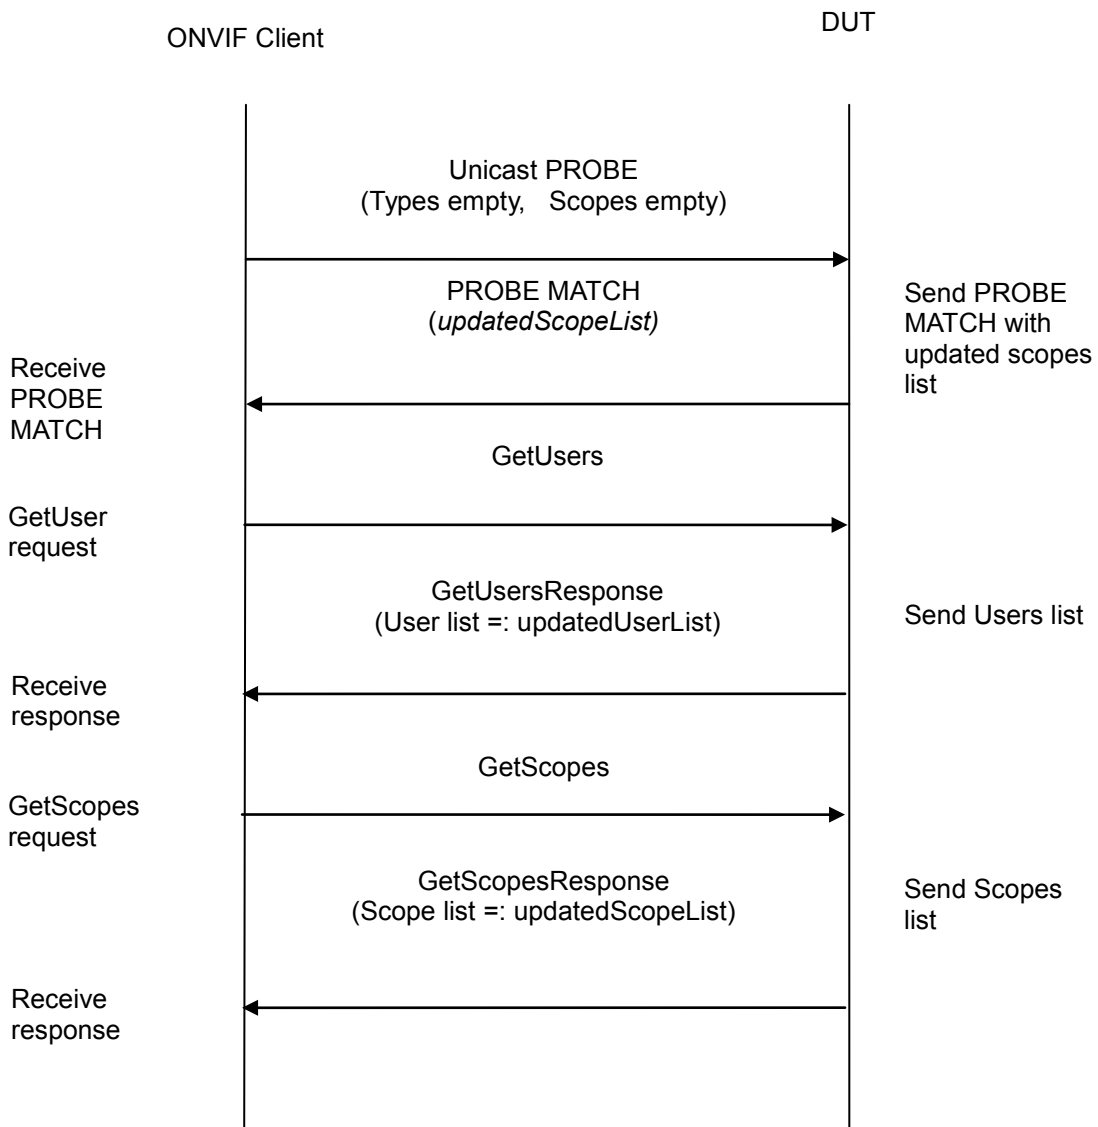 ONVIF Client
DUT
Unicast PROBE
(Types empty,   Scopes empty)
PROBE MATCH
(updatedScopeList)
Send PROBE
MATCH with
updated scopes
list
Receive
PROBE
MATCH
GetUsers
GetUser
request
GetUsersResponse
(User list =: updatedUserList)
Send Users list
Receive
response
GetScopes
GetScopes
request
GetScopesResponse
(Scope list =: updatedScopeList)
Send Scopes
list
Receive
response